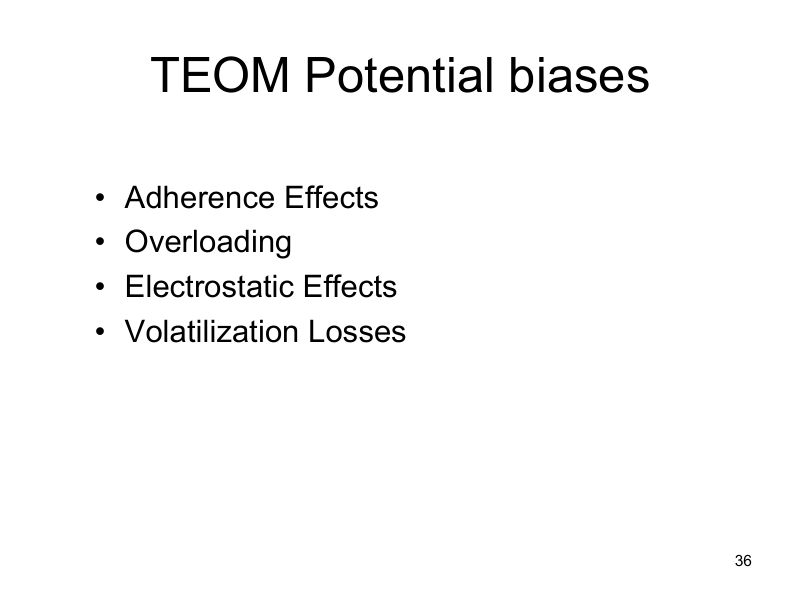 TEOM Potential biases
• Adherence Effects
• Overloading
• Electrostatic Effects
• Volatilization Losses
36